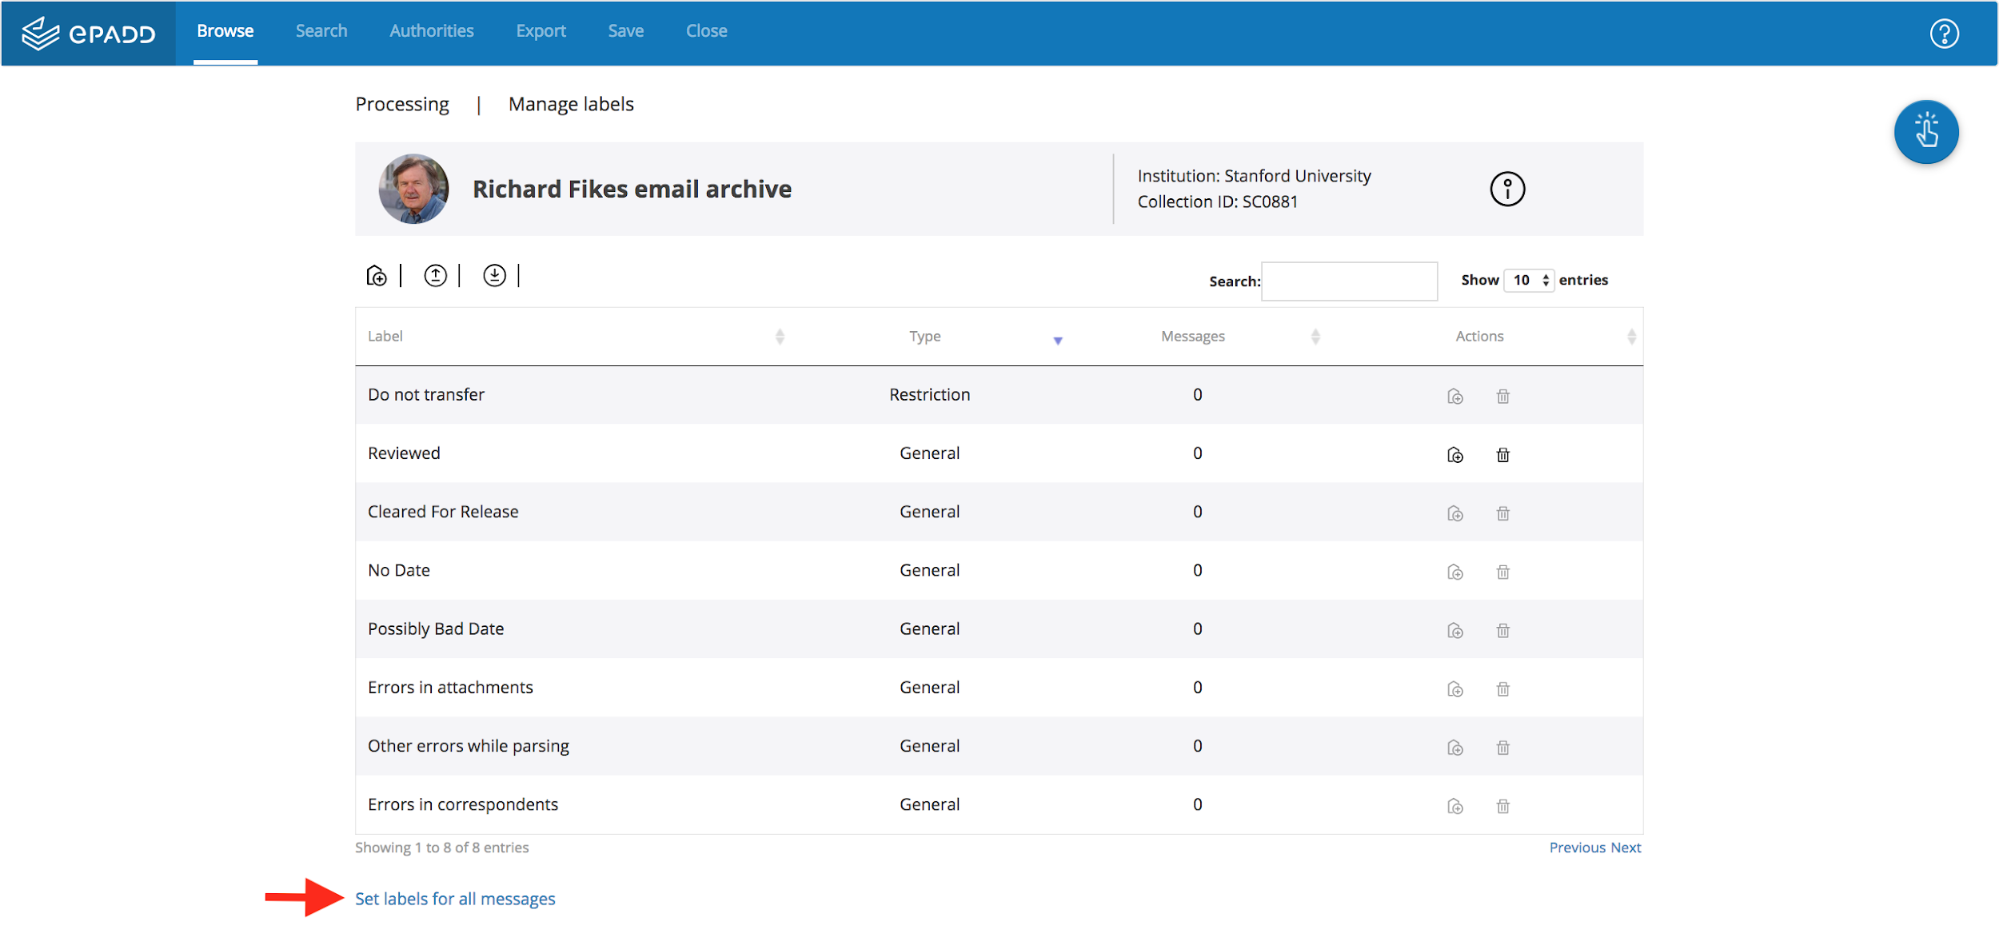 ePADD Browse Search Authorities Export Save Close ?
Processing | Manage labels
Richard Fikes email archive
Institution: Stanford University
Collection ID: SC0881
Search: Show 10 entries
Label Type Messages Actions
Do not transfer Restriction 0
Reviewed General 0
Cleared For Release General 0
No Date General 0
Possibly Bad Date General 0
Errors in attachments General 0
Other errors while parsing General 0
Errors in correspondents General 0
Showing 1 to 8 of 8 entries Previous Next
Set labels for all messages